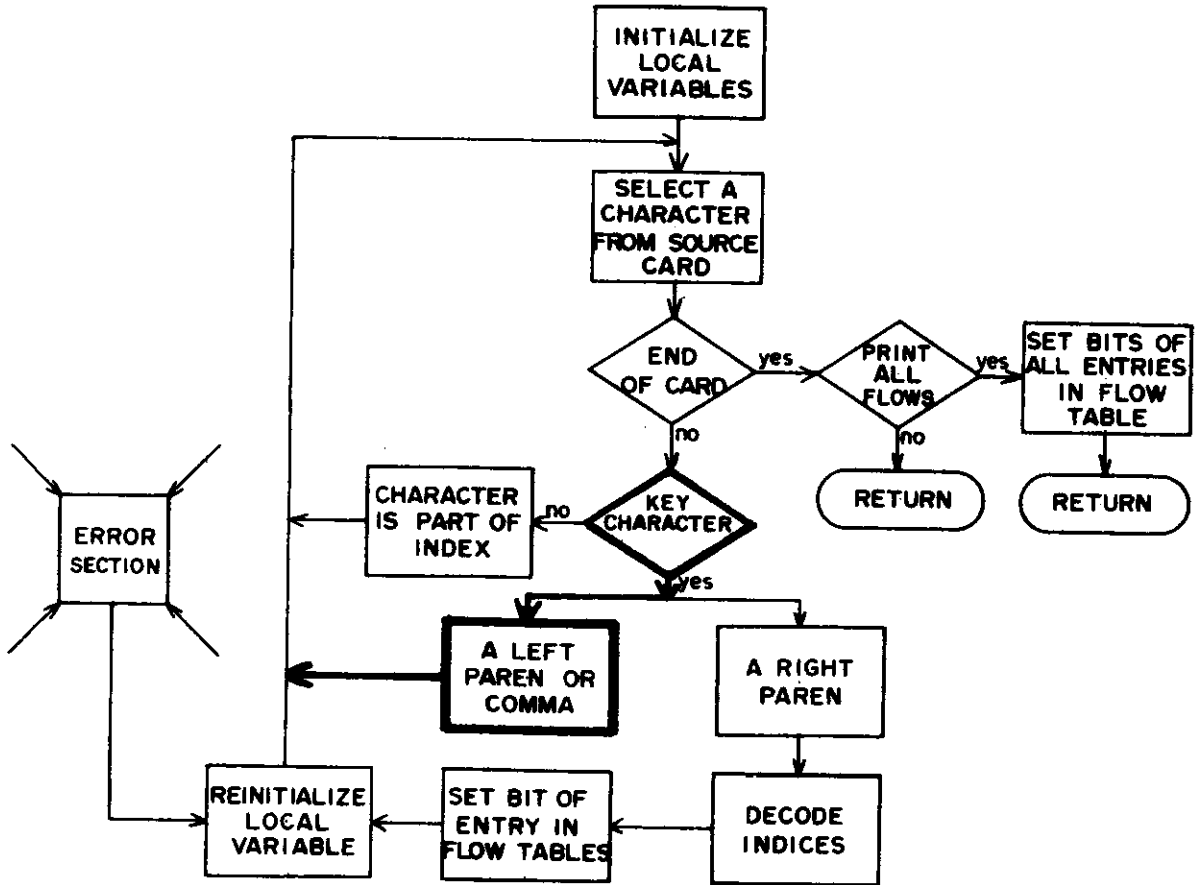 INITIALIZE
LOCAL
VARIABLES
SELECT A
CHARACTER
FROM SOURCE
CARD
END
OF CARD
yes
PRINT
ALL
FLOWS
yes
SET BITS OF
ALL ENTRIES
IN FLOW
TABLE
no
no
RETURN
RETURN
KEY
CHARACTER
no
CHARACTER
IS PART OF
INDEX
ERROR
SECTION
yes
A LEFT
PAREN OR
COMMA
A RIGHT
PAREN
REINITIALIZE
LOCAL
VARIABLE
SET BIT OF
ENTRY IN
FLOW TABLES
DECODE
INDICES